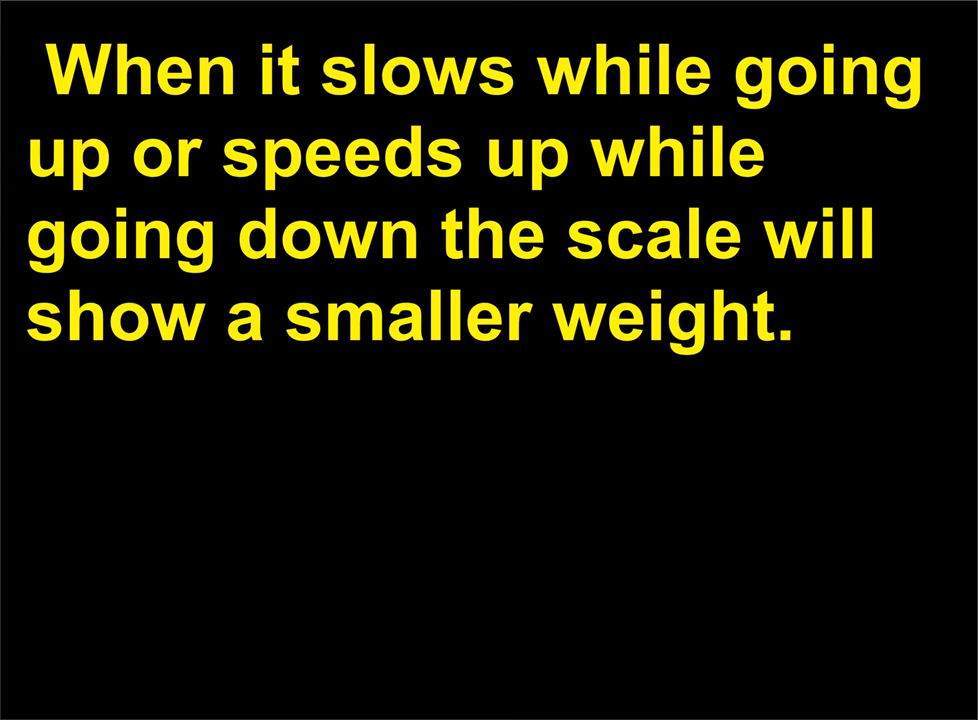 When it slows while going
up or speeds up while
going down the scale will
show a smaller weight.